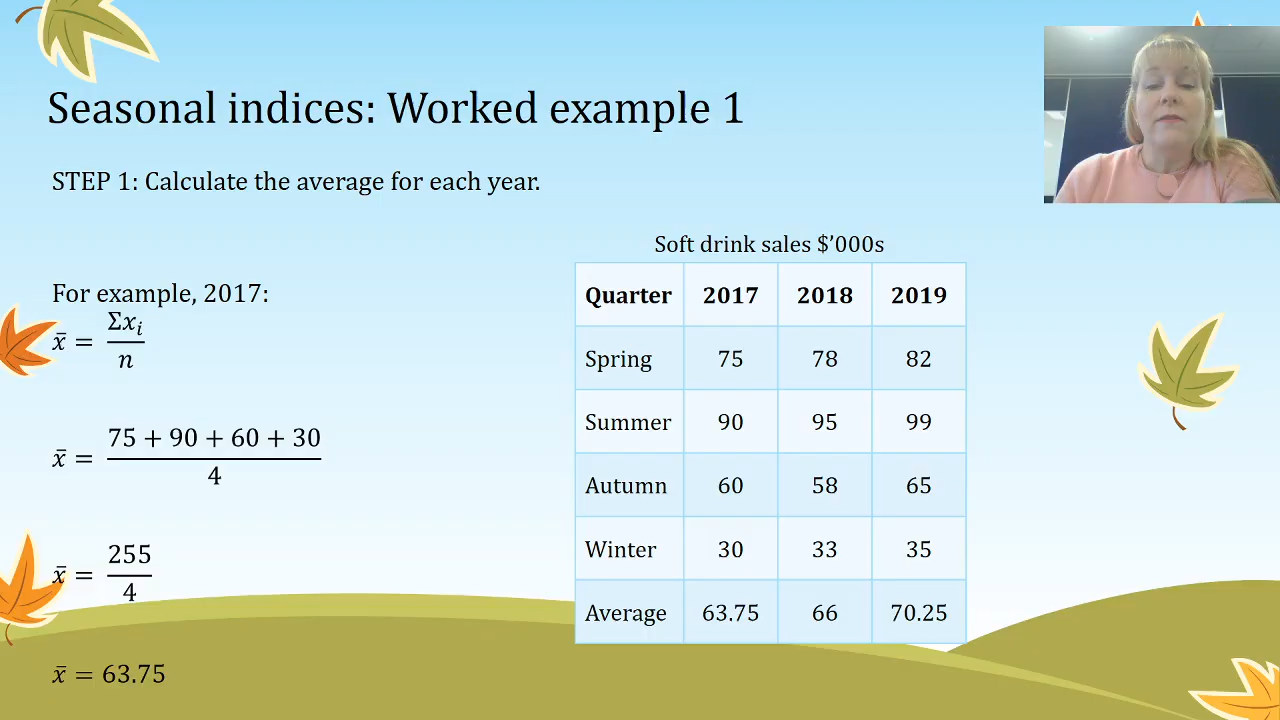 Seasonal indices: Worked example 1
STEP 1: Calculate the average for each year.
For example, 2017:
x̄ = Σxᵢ / n
x̄ = 75 + 90 + 60 + 30 / 4
x̄ = 255 / 4
x̄ = 63.75
Soft drink sales $’000s
Quarter 2017 2018 2019
Spring 75 78 82
Summer 90 95 99
Autumn 60 58 65
Winter 30 33 35
Average 63.75 66 70.25